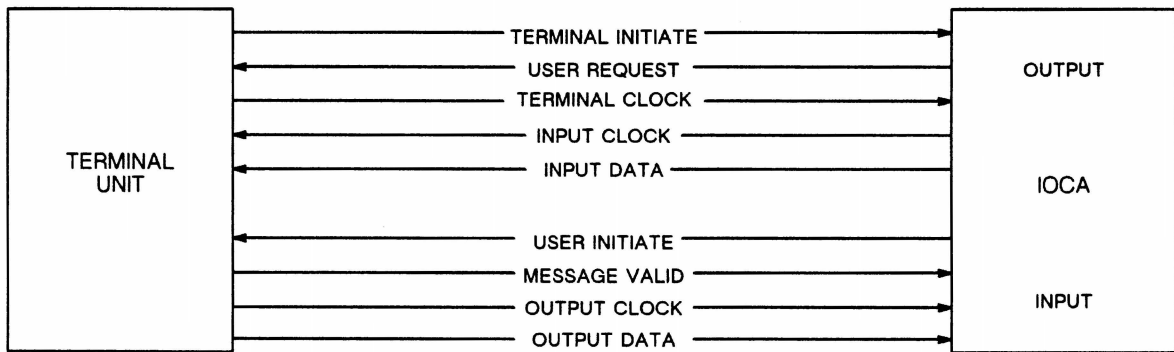 TERMINAL INITIATE
USER REQUEST
OUTPUT
TERMINAL CLOCK
INPUT CLOCK
TERMINAL
UNIT
INPUT DATA
IOCA
USER INITIATE
MESSAGE VALID
OUTPUT CLOCK
INPUT
OUTPUT DATA